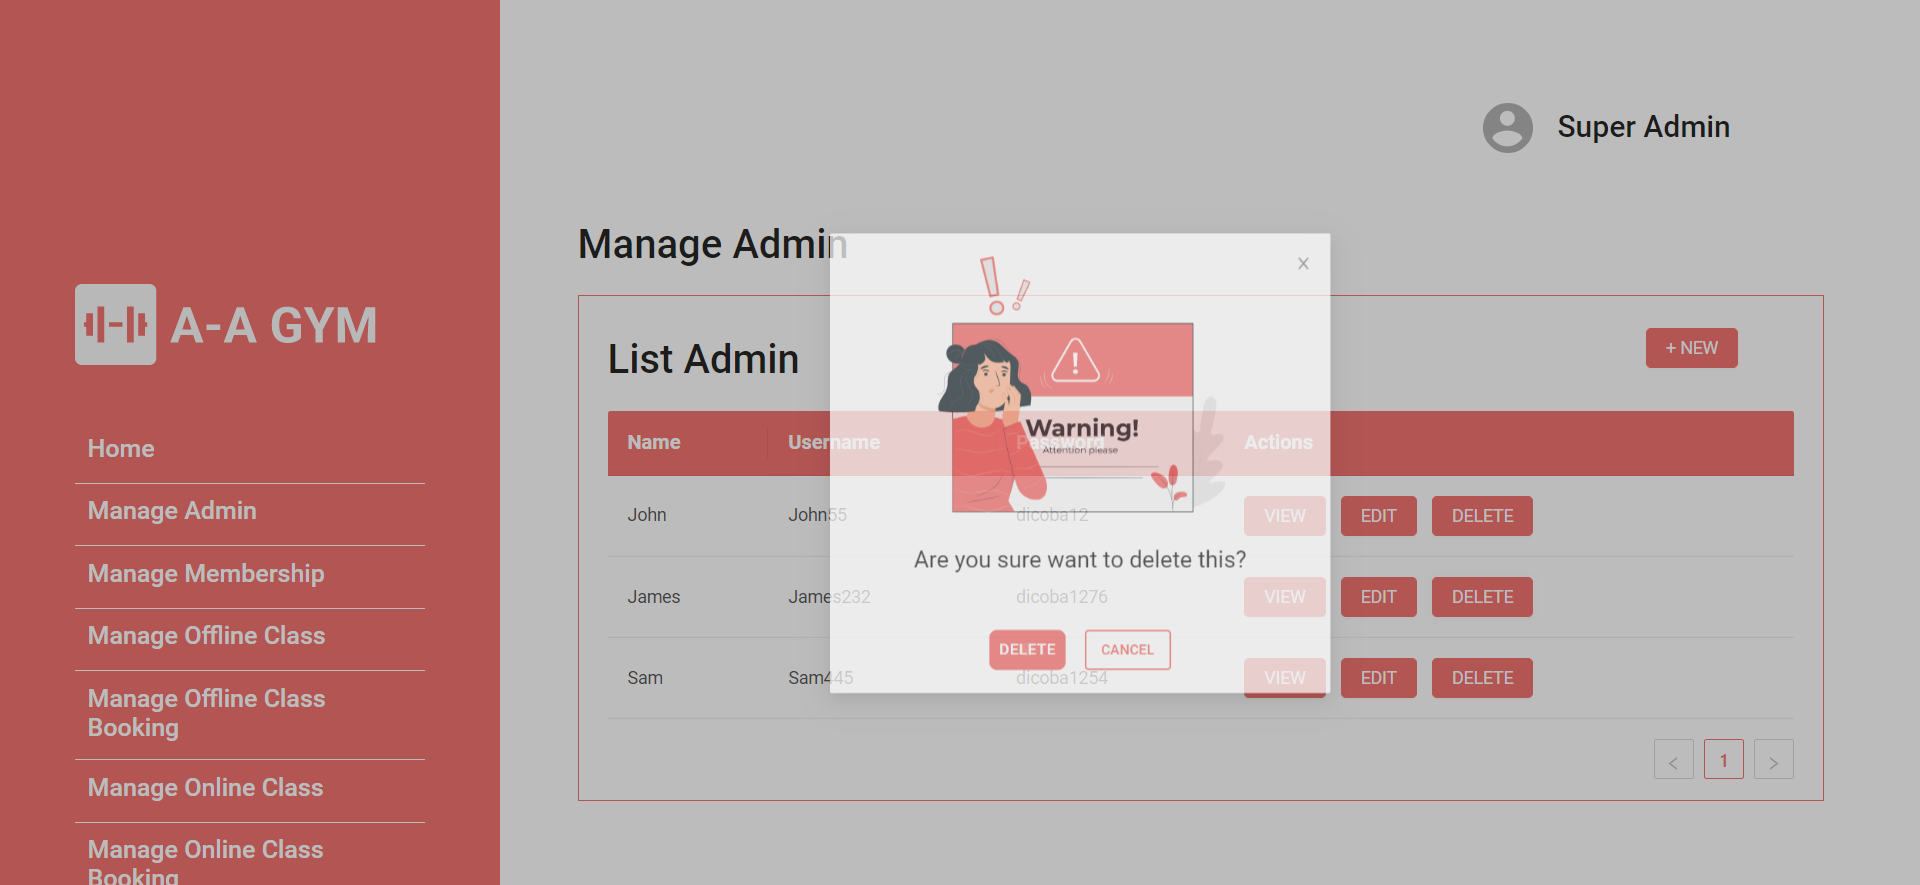 Super Admin
A-A GYM
Home
Manage Admin
Manage Membership
Manage Offline Class
Manage Offline Class
Booking
Manage Online Class
Manage Online Class
Booking
Manage Admin
List Admin
+ NEW
Name Username Password Actions
John John55 dicoba12 VIEW EDIT DELETE
James James232 dicoba1276 VIEW EDIT DELETE
Sam Sam445 dicoba1254 VIEW EDIT DELETE
< 1 >
X
!!
!
Warning!
Attention please
Are you sure want to delete this?
DELETE CANCEL